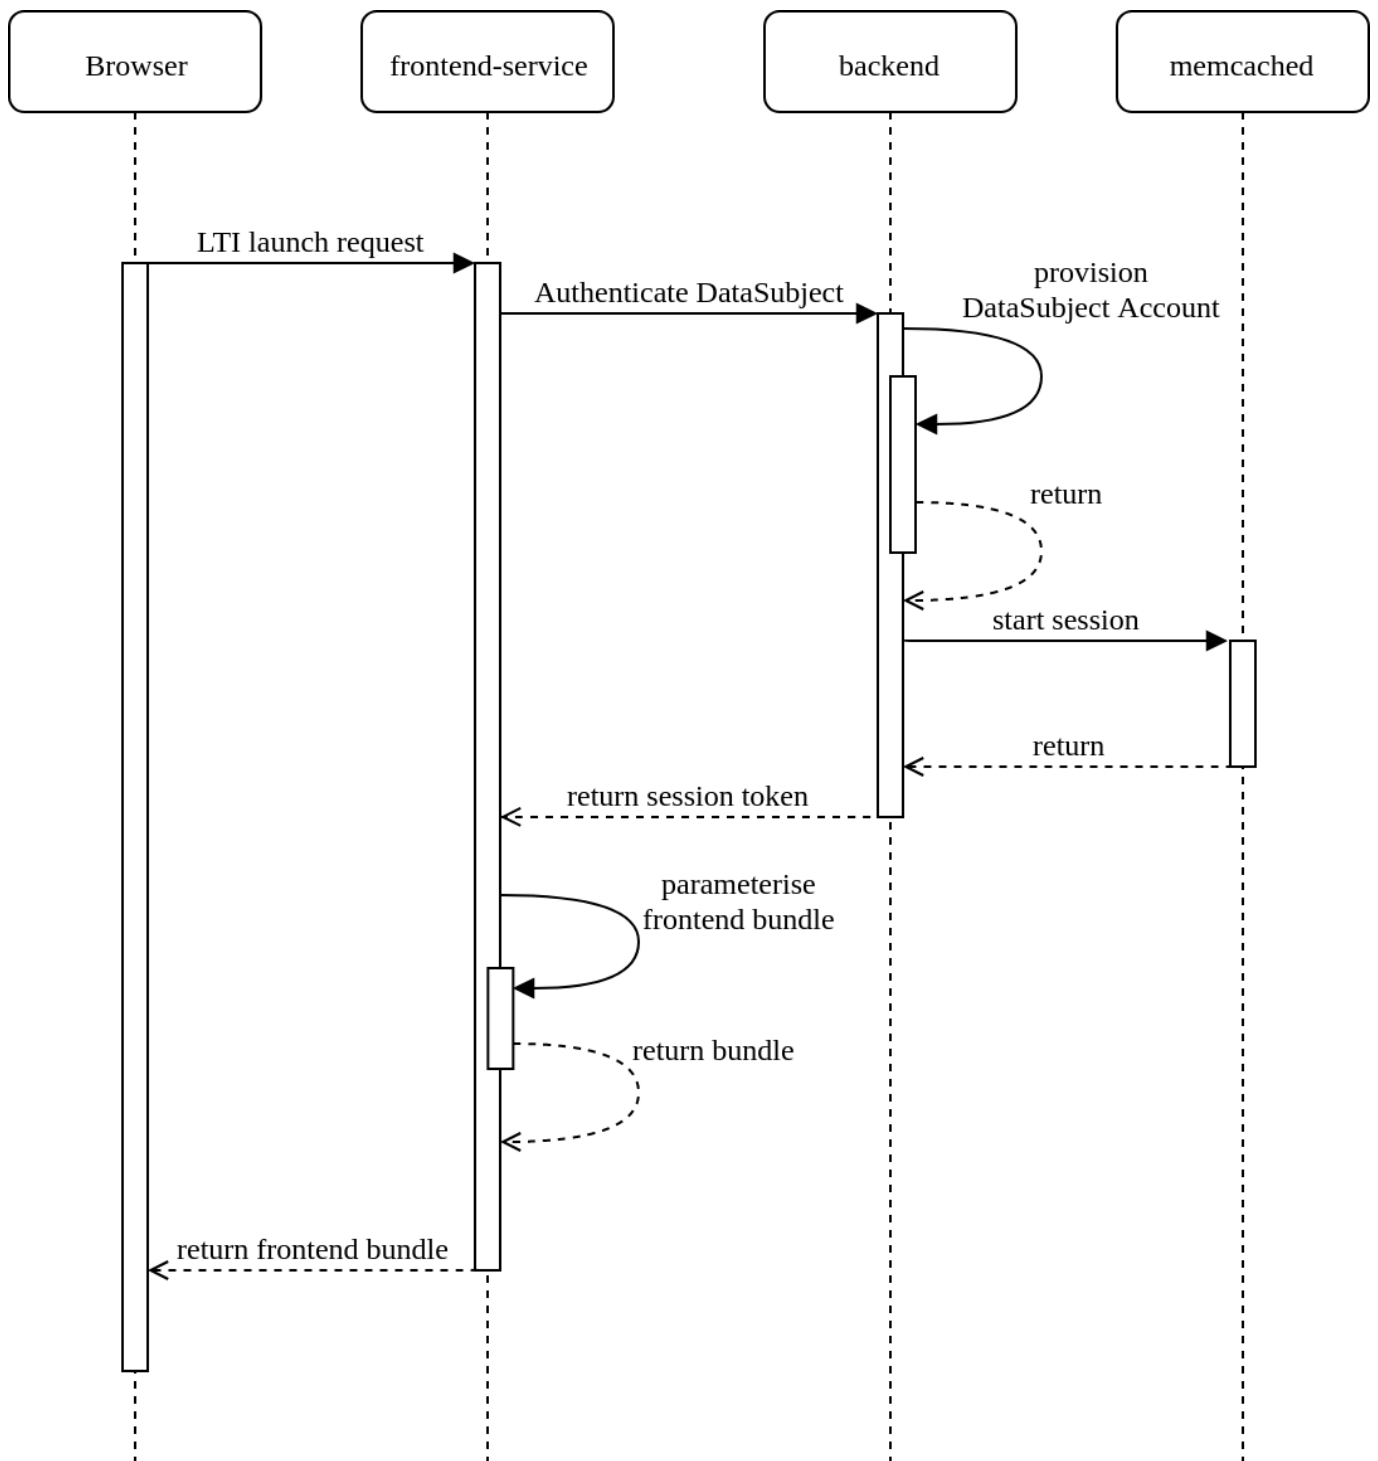 Browser
frontend-service
backend
memcached
LTI launch request
provision
DataSubject Account
Authenticate DataSubject
return
start session
return
return session token
parameterise
frontend bundle
return bundle
return frontend bundle